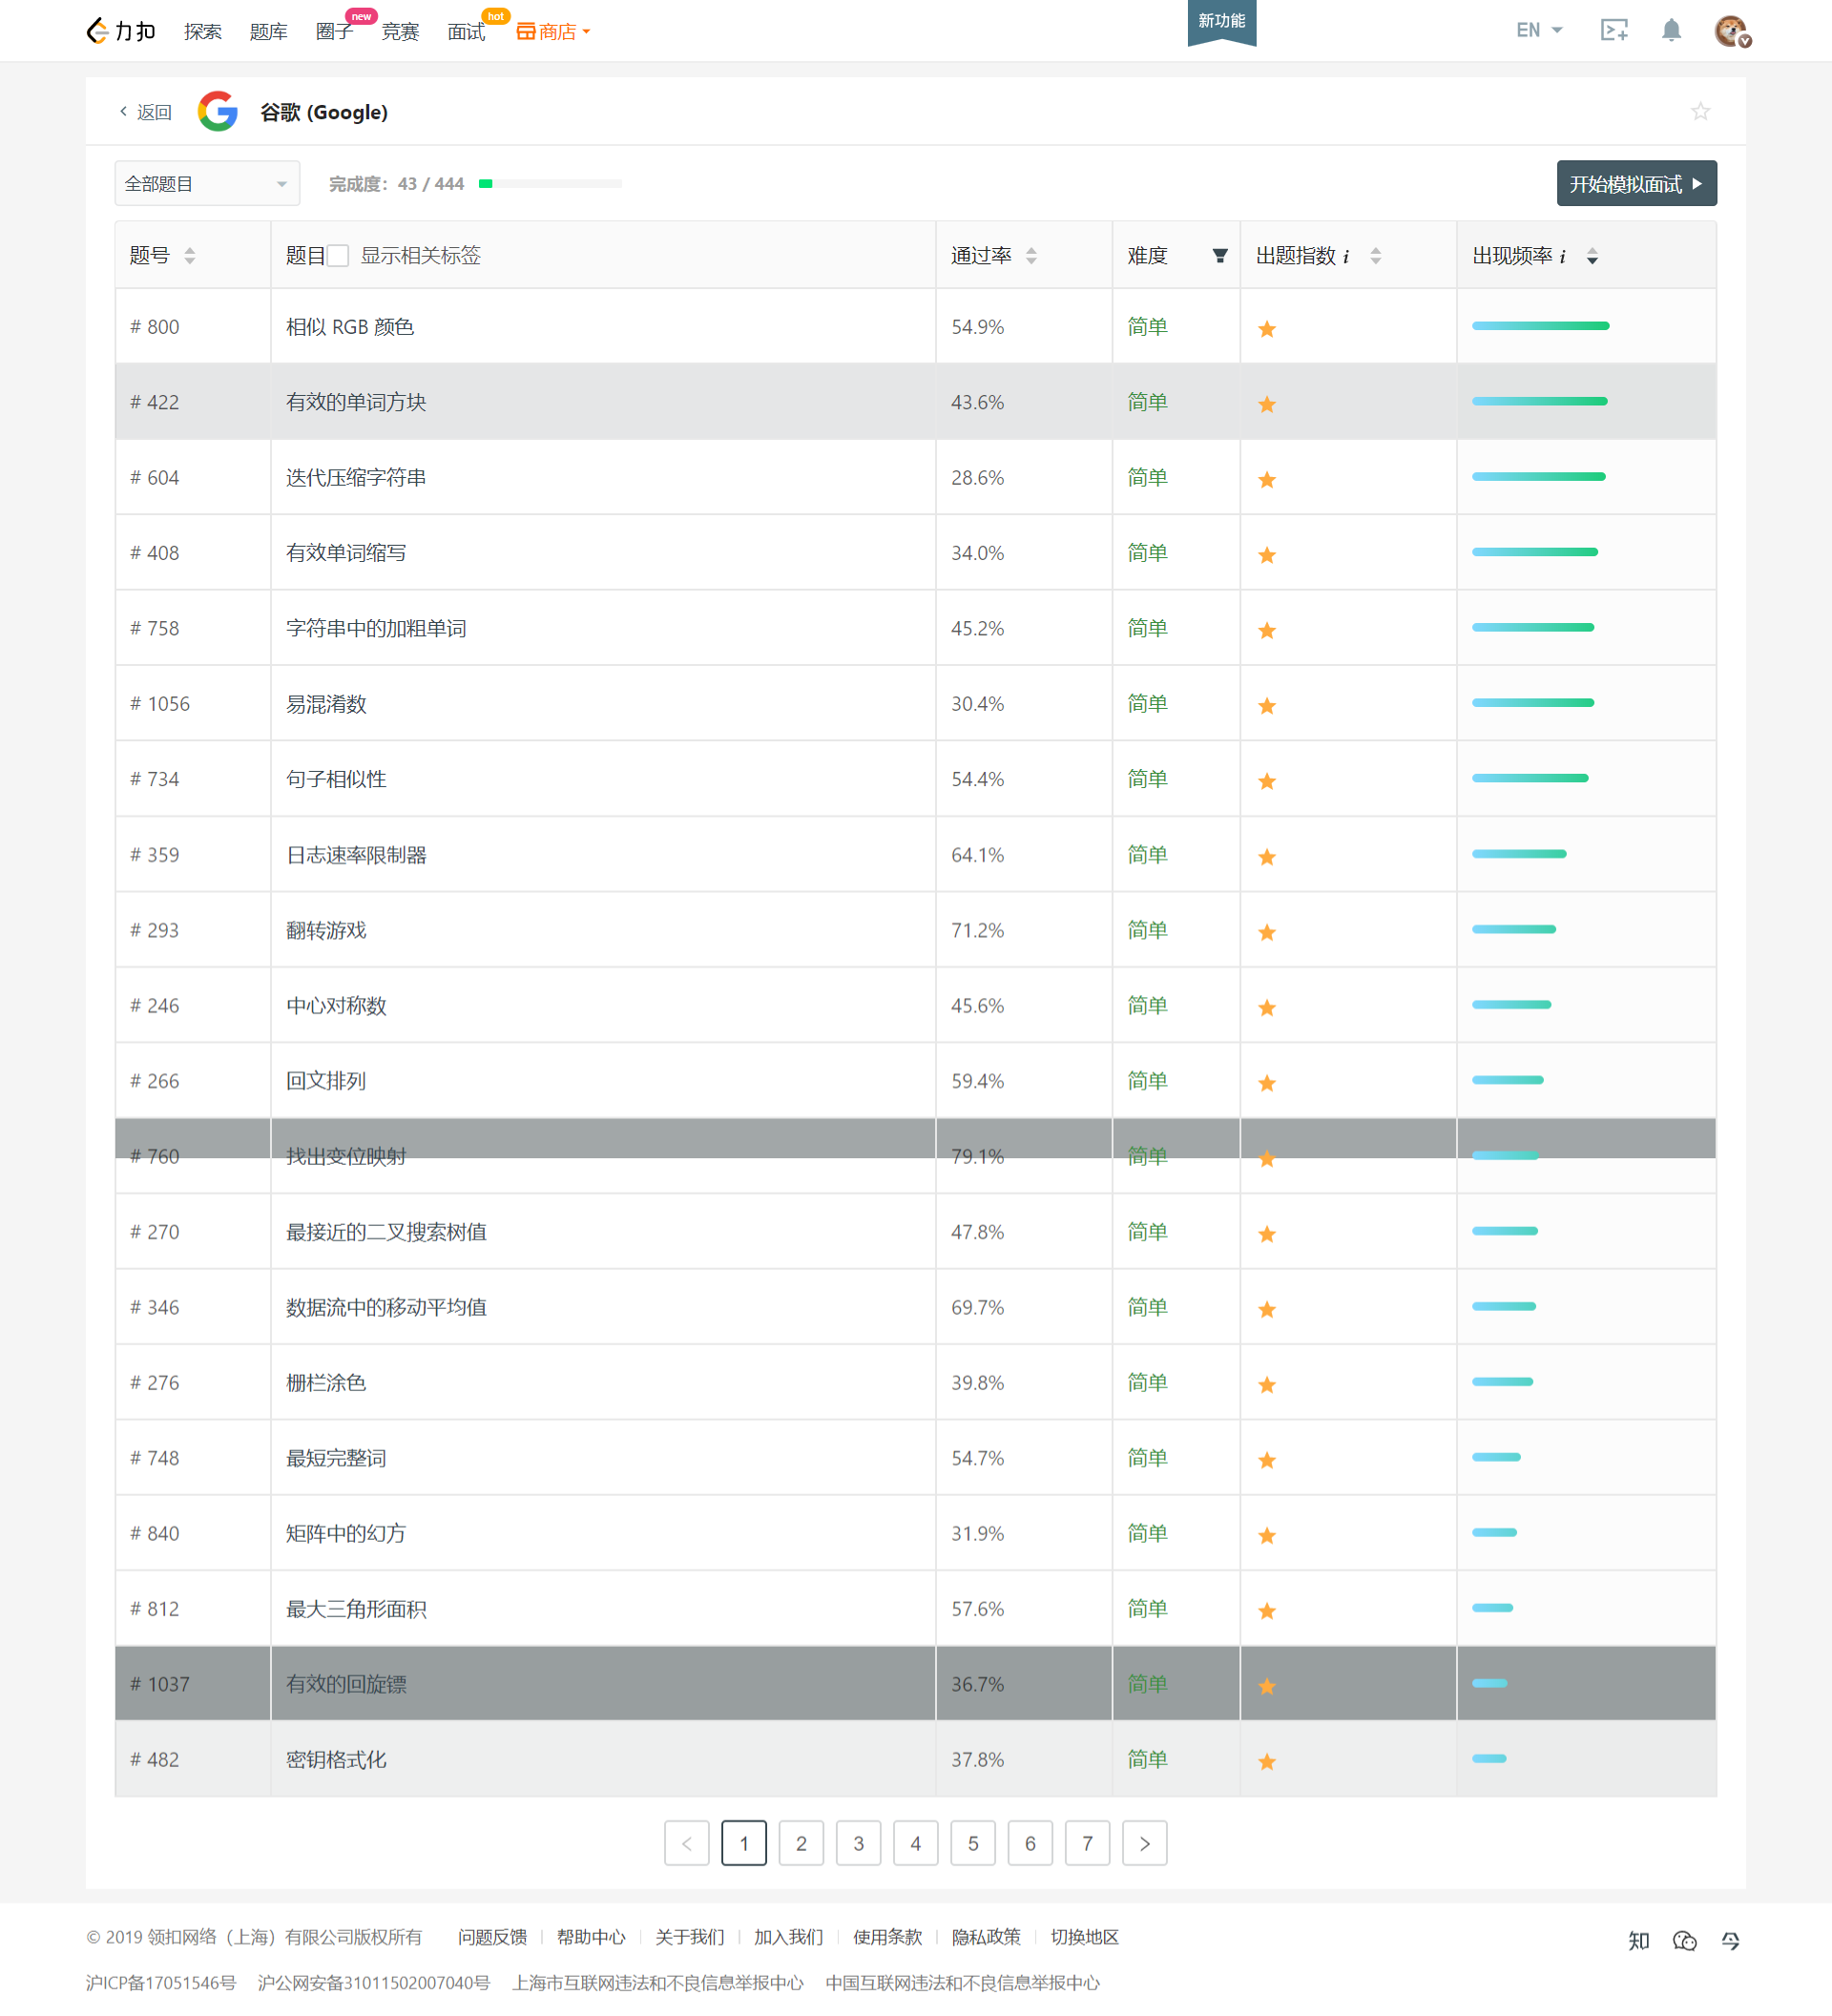 力扣 探索 题库 圈子 new 竞赛 面试 hot 商店 新功能 EN
返回 谷歌 (Google)
全部题目 完成度：43 / 444 开始模拟面试
题号 题目 显示相关标签 通过率 难度 出题指数 i 出现频率 i
# 800 相似 RGB 颜色 54.9% 简单
# 422 有效的单词方块 43.6% 简单
# 604 迭代压缩字符串 28.6% 简单
# 408 有效单词缩写 34.0% 简单
# 758 字符串中的加粗单词 45.2% 简单
# 1056 易混淆数 30.4% 简单
# 734 句子相似性 54.4% 简单
# 359 日志速率限制器 64.1% 简单
# 293 翻转游戏 71.2% 简单
# 246 中心对称数 45.6% 简单
# 266 回文排列 59.4% 简单
# 760 找出变位映射 79.1% 简单
# 270 最接近的二叉搜索树值 47.8% 简单
# 346 数据流中的移动平均值 69.7% 简单
# 276 栅栏涂色 39.8% 简单
# 748 最短完整词 54.7% 简单
# 840 矩阵中的幻方 31.9% 简单
# 812 最大三角形面积 57.6% 简单
# 1037 有效的回旋镖 36.7% 简单
# 482 密钥格式化 37.8% 简单
< 1 2 3 4 5 6 7 >
© 2019 领扣网络（上海）有限公司版权所有 问题反馈 帮助中心 关于我们 加入我们 使用条款 隐私政策 切换地区 知
沪ICP备17051546号 沪公网安备31011502007040号 上海市互联网违法和不良信息举报中心 中国互联网违法和不良信息举报中心